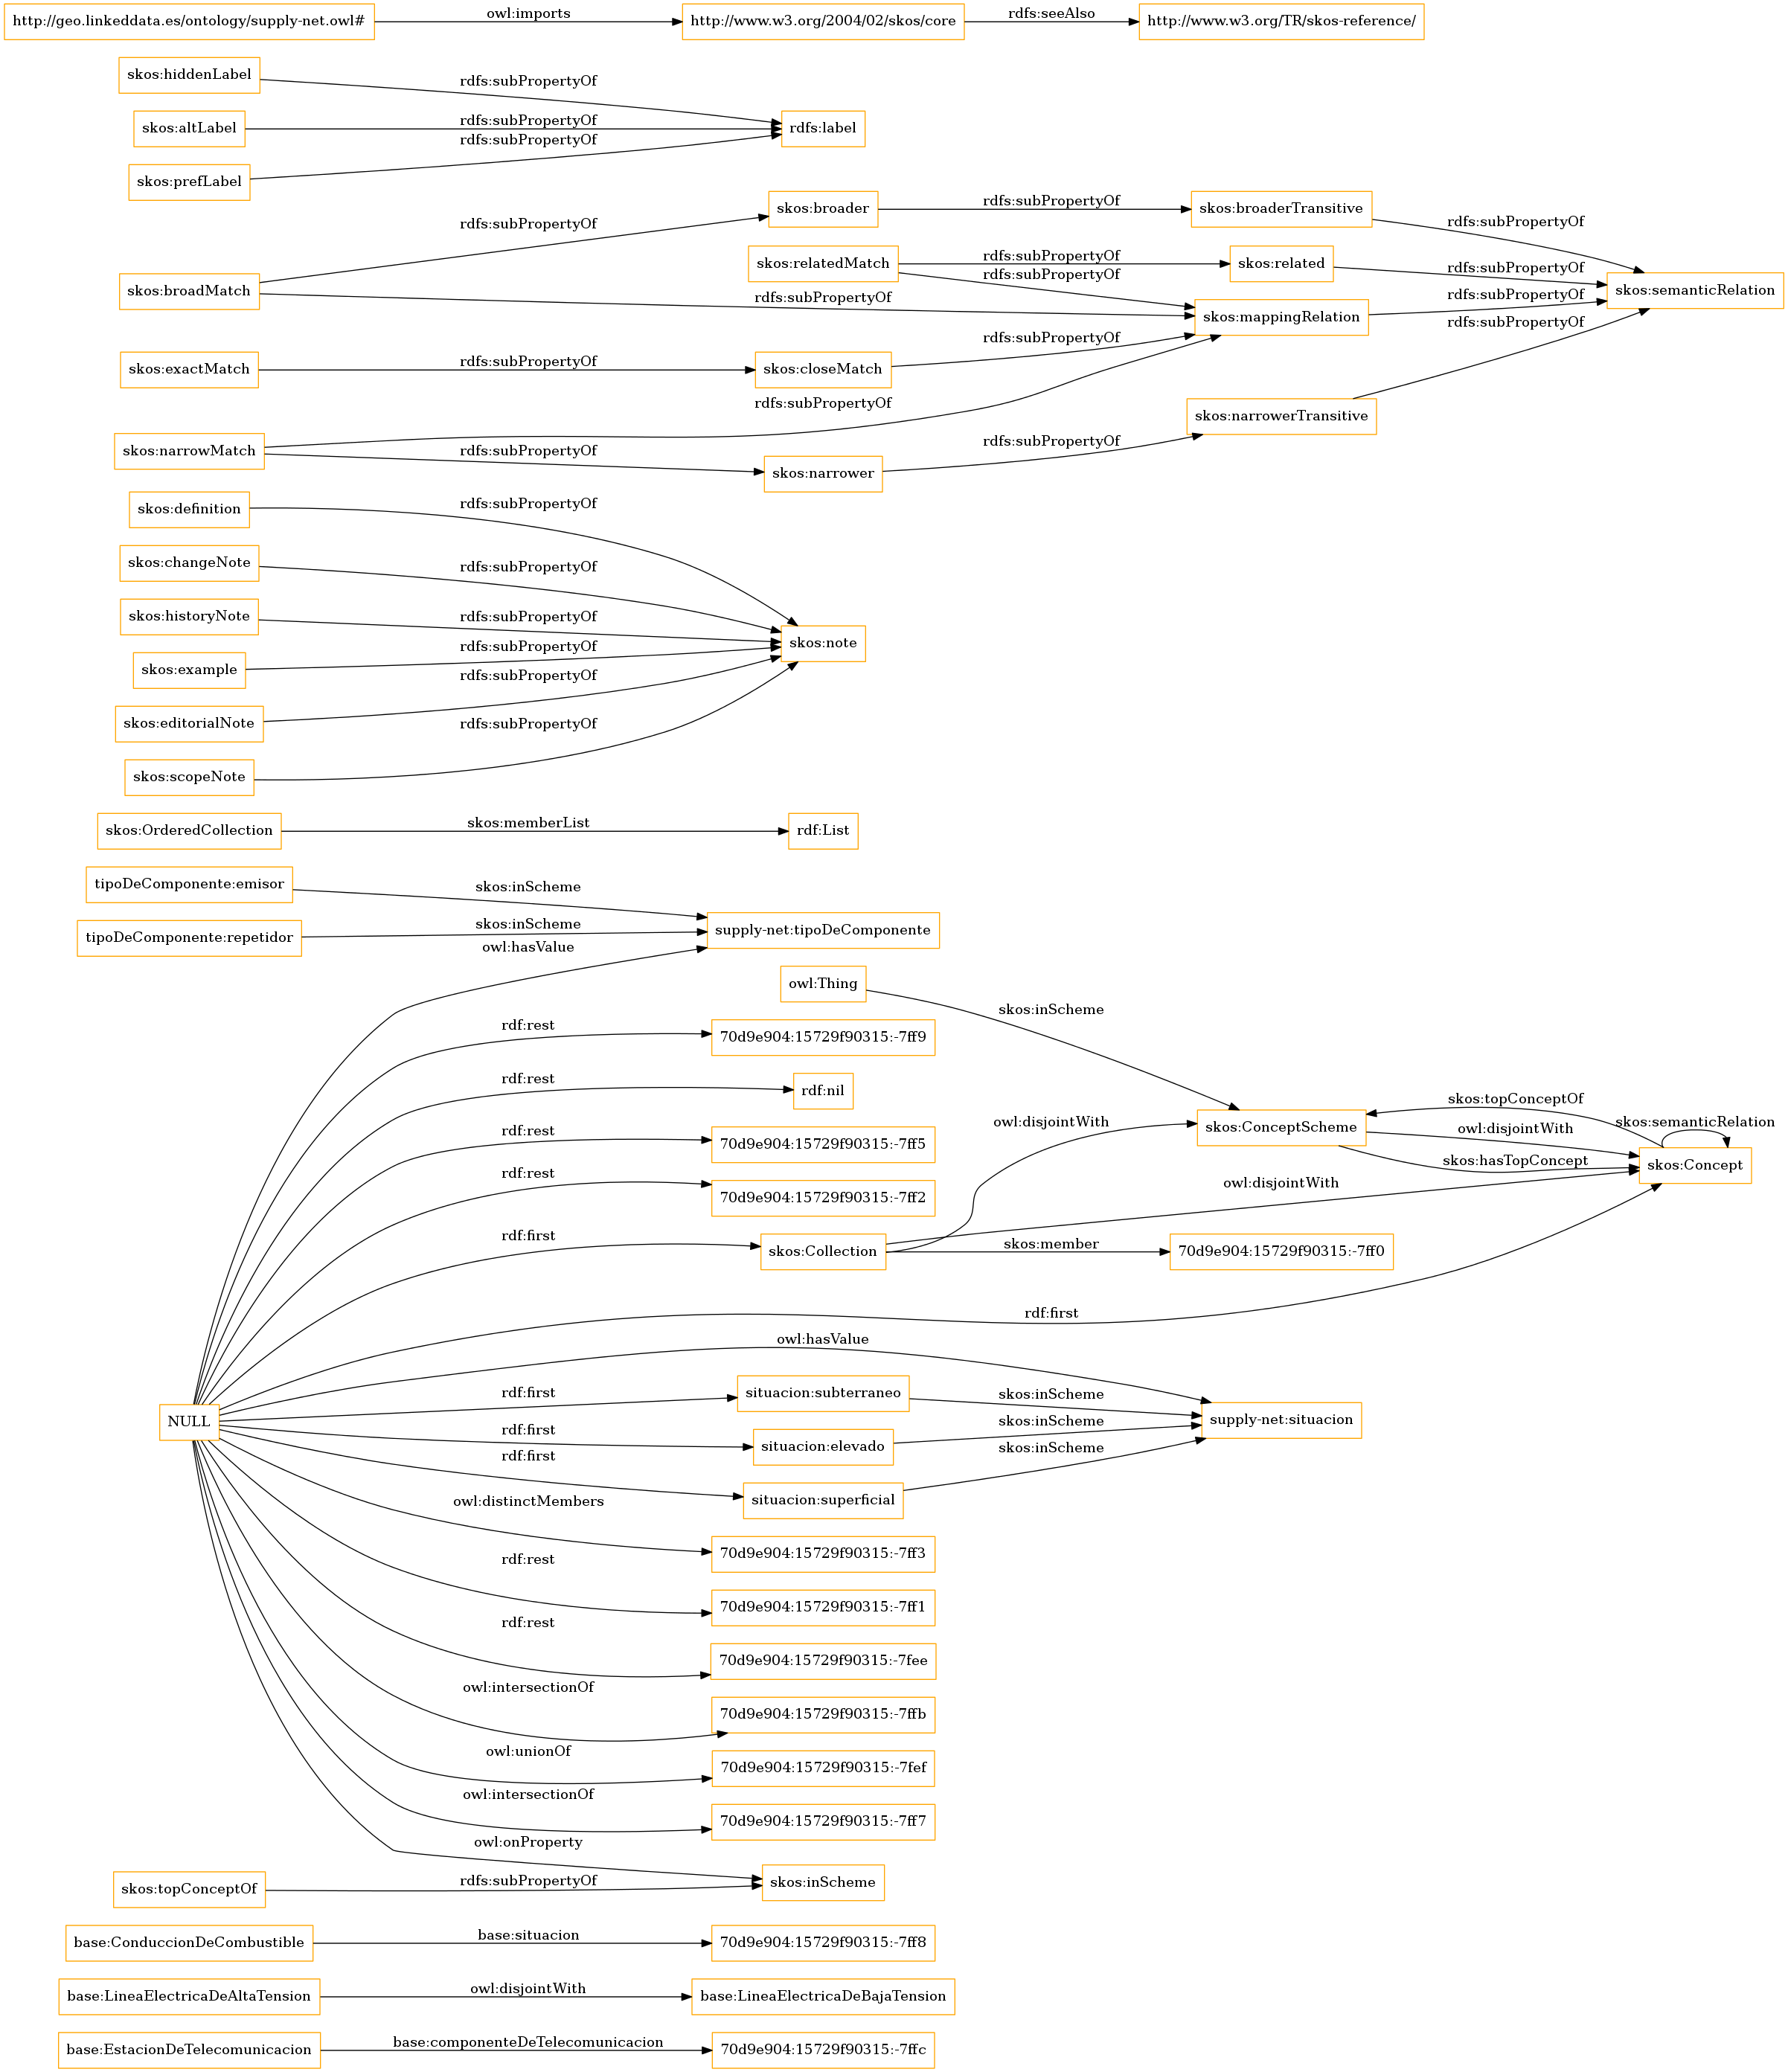 http://geo.linkeddata.es/ontology/supply-net.owl# owl:imports http://www.w3.org/2004/02/skos/core rdfs:seeAlso http://www.w3.org/TR/skos-reference/
skos:hiddenLabel rdfs:subPropertyOf
skos:altLabel rdfs:subPropertyOf rdfs:label
skos:prefLabel rdfs:subPropertyOf
skos:broader rdfs:subPropertyOf skos:broaderTransitive rdfs:subPropertyOf
rdfs:subPropertyOf
skos:relatedMatch rdfs:subPropertyOf skos:related rdfs:subPropertyOf
rdfs:subPropertyOf
skos:broadMatch rdfs:subPropertyOf skos:mappingRelation rdfs:subPropertyOf skos:semanticRelation
rdfs:subPropertyOf
skos:exactMatch rdfs:subPropertyOf skos:closeMatch rdfs:subPropertyOf
rdfs:subPropertyOf
skos:narrowerTransitive
skos:narrowMatch rdfs:subPropertyOf skos:narrower rdfs:subPropertyOf
skos:definition rdfs:subPropertyOf
skos:changeNote rdfs:subPropertyOf
skos:historyNote rdfs:subPropertyOf
skos:note
skos:example rdfs:subPropertyOf
skos:editorialNote rdfs:subPropertyOf
skos:scopeNote rdfs:subPropertyOf
skos:OrderedCollection skos:memberList rdf:List
tipoDeComponente:emisor skos:inScheme
tipoDeComponente:repetidor skos:inScheme supply-net:tipoDeComponente
owl:hasValue
owl:Thing skos:inScheme
rdf:rest 70d9e904:15729f90315:-7ff9
rdf:rest rdf:nil
skos:topConceptOf
skos:ConceptScheme owl:disjointWith skos:semanticRelation
rdf:rest 70d9e904:15729f90315:-7ff5 owl:disjointWith
skos:hasTopConcept skos:Concept
rdf:rest 70d9e904:15729f90315:-7ff2 owl:disjointWith
rdf:first skos:Collection skos:member 70d9e904:15729f90315:-7ff0
rdf:first
owl:hasValue
rdf:first situacion:subterraneo skos:inScheme
NULL supply-net:situacion
rdf:first situacion:elevado skos:inScheme
rdf:first situacion:superficial skos:inScheme
owl:distinctMembers 70d9e904:15729f90315:-7ff3
rdf:rest 70d9e904:15729f90315:-7ff1
rdf:rest 70d9e904:15729f90315:-7fee
owl:intersectionOf 70d9e904:15729f90315:-7ffb
owl:unionOf 70d9e904:15729f90315:-7fef
owl:intersectionOf 70d9e904:15729f90315:-7ff7
owl:onProperty
skos:topConceptOf rdfs:subPropertyOf skos:inScheme
base:ConduccionDeCombustible base:situacion 70d9e904:15729f90315:-7ff8
base:LineaElectricaDeAltaTension owl:disjointWith base:LineaElectricaDeBajaTension
base:EstacionDeTelecomunicacion base:componenteDeTelecomunicacion 70d9e904:15729f90315:-7ffc